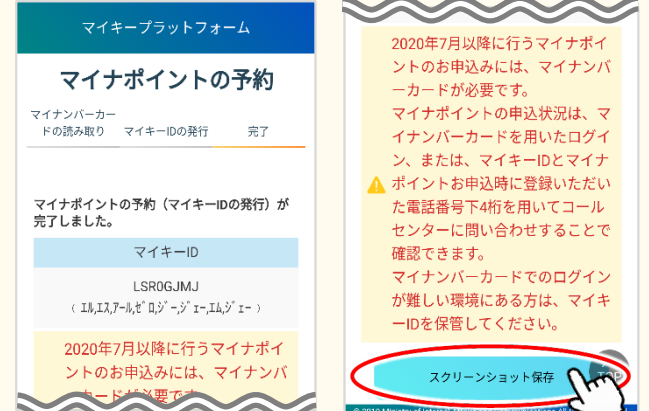 マイキープラットフォーム
マイナポイントの予約
マイナンバーカー
ドの読み取り
マイキーIDの発行
完了
マイナポイントの予約（マイキーIDの発行）が
完了しました。
マイキーID
LSR0GJMJ
（ ｴﾙ,ｴｽ,ｱｰﾙ,ｾﾞﾛ,ｼﾞｰ,ｼﾞｪｰ,ｴﾑ,ｼﾞｪｰ ）
2020年7月以降に行うマイナポイ
ントのお申込みには、マイナンバ
ーカードが必要です
2020年7月以降に行うマイナポイ
ントのお申込みには、マイナンバ
ーカードが必要です。
マイナポイントの申込状況は、マ
イナンバーカードを用いたログイ
ン、または、マイキーIDとマイナ
ポイントお申込時に登録いただい
た電話番号下4桁を用いてコール
センターに問い合わせすることで
確認できます。
マイナンバーカードでのログイン
が難しい環境にある方は、マイキ
ーIDを保管してください。
スクリーンショット保存
TOP